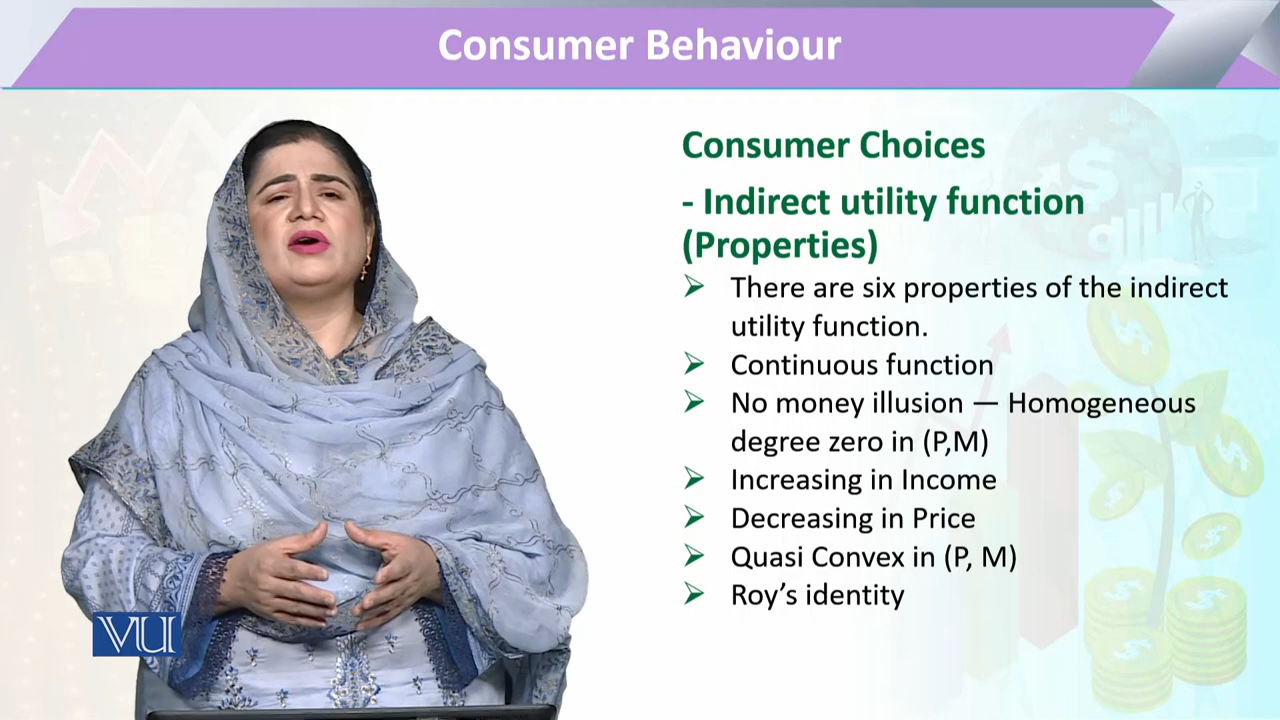 Consumer Behaviour
Consumer Choices
- Indirect utility function
(Properties)
➢ There are six properties of the indirect
utility function.
➢ Continuous function
➢ No money illusion — Homogeneous
degree zero in (P,M)
➢ Increasing in Income
➢ Decreasing in Price
➢ Quasi Convex in (P, M)
➢ Roy’s identity
VU